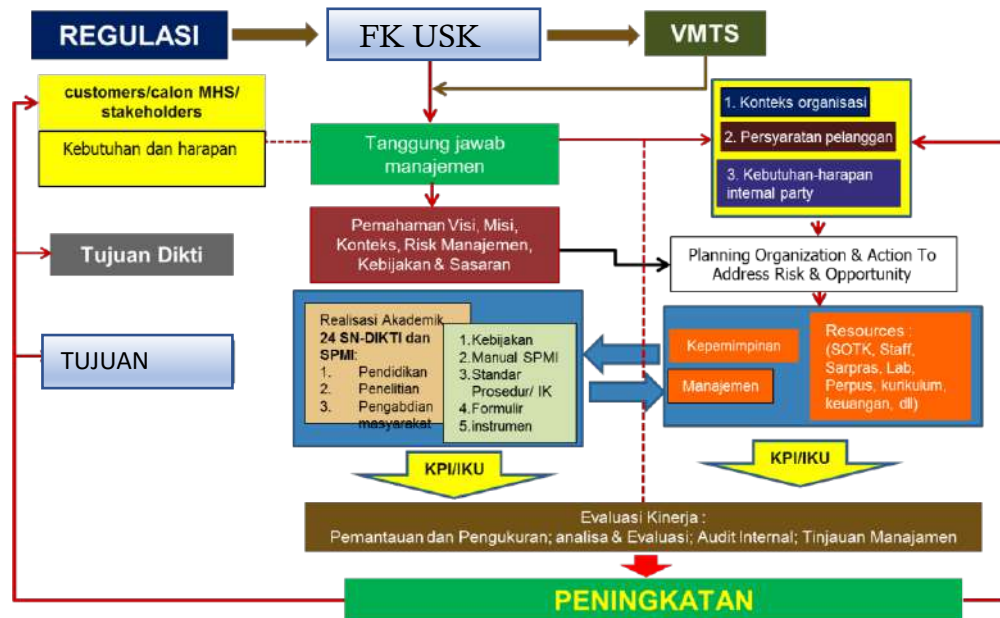 REGULASI
FK USK
VMTS
customers/calon MHS/
stakeholders
Kebutuhan dan harapan
Tanggung jawab
manajemen
1. Konteks organisasi
2. Persyaratan pelanggan
3. Kebutuhan-harapan
internal party
Pemahaman Visi, Misi,
Konteks, Risk Manajemen,
Kebijakan & Sasaran
Tujuan Dikti
Planning Organization & Action To
Address Risk & Opportunity
TUJUAN
Realisasi Akademik
24 SN-DIKTI dan
SPMI:
1. Pendidikan
2. Penelitian
3. Pengabdian
masyarakat
1.Kebijakan
2.Manual SPMI
3.Standar
Prosedur/ IK
4.Formulir
5.instrumen
Kepemimpinan
Manajemen
Resources :
(SOTK, Staff,
Sarpras, Lab,
Perpus, kurikulum,
keuangan, dll)
KPI/IKU
KPI/IKU
Evaluasi Kinerja :
Pemantauan dan Pengukuran; analisa & Evaluasi; Audit Internal; Tinjauan Manajamen
PENINGKATAN